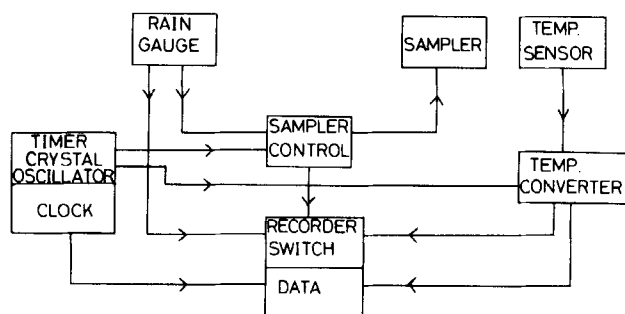 RAIN
GAUGE
SAMPLER
TEMP.
SENSOR
TIMER
CRYSTAL
OSCILLATOR
CLOCK
SAMPLER
CONTROL
TEMP.
CONVERTER
RECORDER
SWITCH
DATA